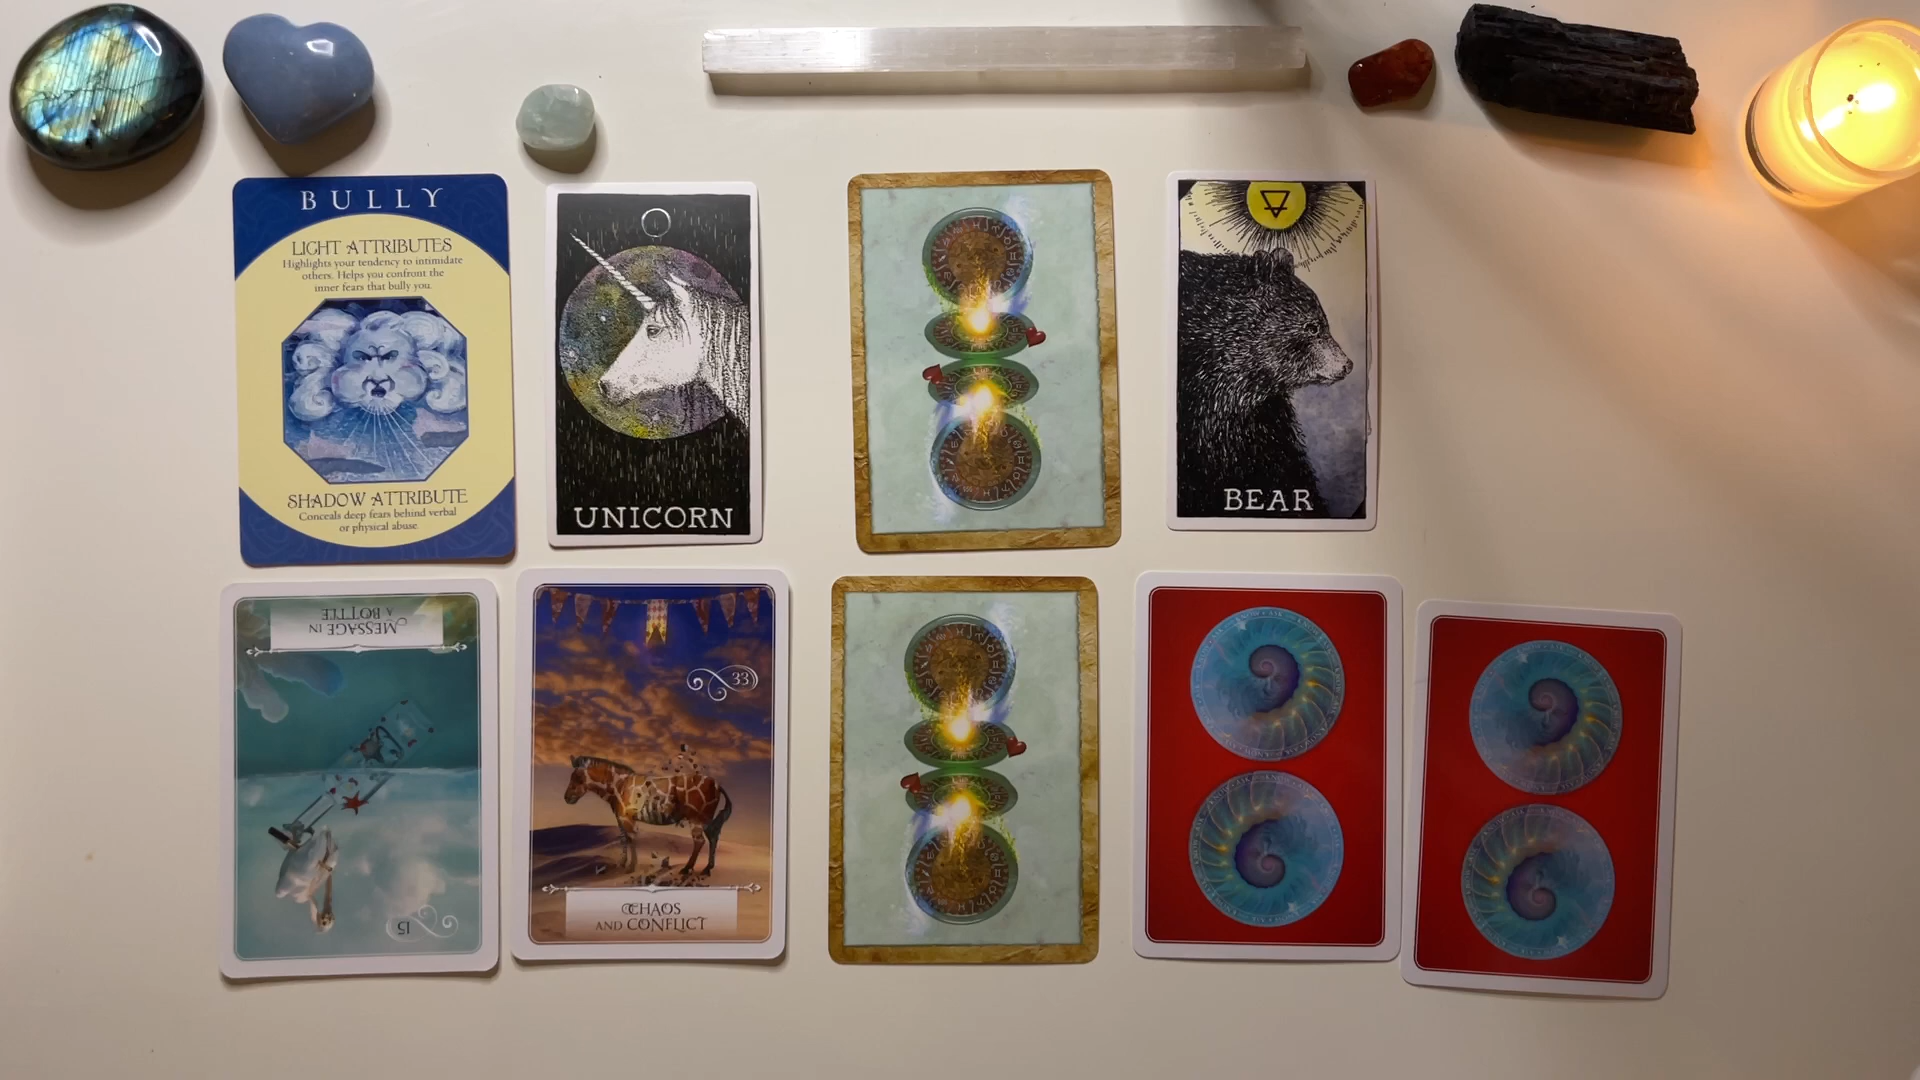 BULLY
LIGHT ATTRIBUTES
Highlights your tendency to intimidate
others. Helps you confront the
inner fears that bully you.
SHADOW ATTRIBUTE
Conceals deep fears behind verbal
or physical abuse.
UNICORN
BEAR
MESSAGE IN
A BOTTLE
15
33
CHAOS
AND CONFLICT